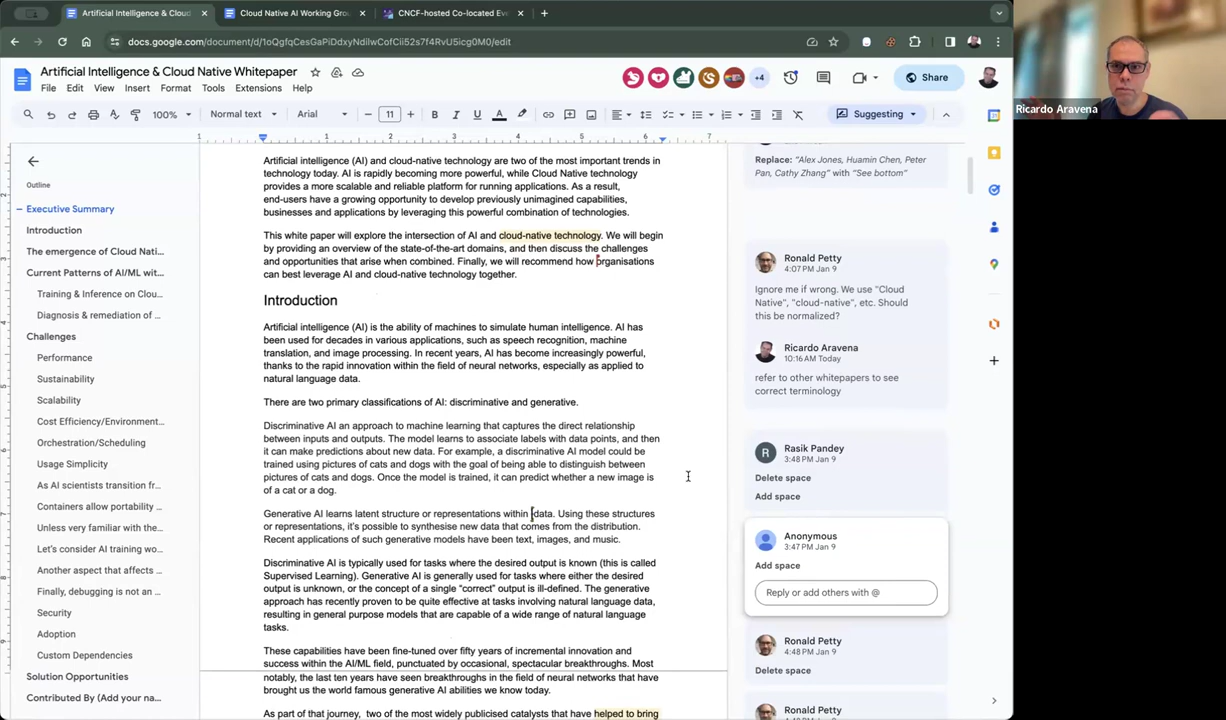 Artificial Intelligence & Cloud
Cloud Native AI Working Gro
CNCF-hosted Co-located Eve
docs.google.com/document/d/1oQgfqCesGaPiDdxyNdilwCofCii52s7f4RvU5icg0M0/edit
Artificial Intelligence & Cloud Native Whitepaper
+4
Share
File Edit View Insert Format Tools Extensions Help
100% Normal text Arial 11 B I U A Suggesting
1 1 2 3 4 5 6 7
Outline
Executive Summary
Introduction
The emergence of Cloud Nati...
Current Patterns of AI/ML wit...
Training & Inference on Clou...
Diagnosis & remediation of ...
Challenges
Performance
Sustainability
Scalability
Cost Efficiency/Environment...
Orchestration/Scheduling
Usage Simplicity
As AI scientists transition fr...
Containers allow portability ...
Unless very familiar with the...
Let's consider AI training wo...
Another aspect that affects ...
Finally, debugging is not an ...
Security
Adoption
Custom Dependencies
Solution Opportunities
Contributed By (Add your na...
Artificial intelligence (AI) and cloud-native technology are two of the most important trends in
technology today. AI is rapidly becoming more powerful, while Cloud Native technology
provides a more scalable and reliable platform for running applications. As a result,
end-users have a growing opportunity to develop previously unimagined capabilities,
businesses and applications by leveraging this powerful combination of technologies.
This white paper will explore the intersection of AI and cloud-native technology. We will begin
by providing an overview of the state-of-the-art domains, and then discuss the challenges
and opportunities that arise when combined. Finally, we will recommend how organisations
can best leverage AI and cloud-native technology together.
Introduction
Artificial intelligence (AI) is the ability of machines to simulate human intelligence. AI has
been used for decades in various applications, such as speech recognition, machine
translation, and image processing. In recent years, AI has become increasingly powerful,
thanks to the rapid innovation within the field of neural networks, especially as applied to
natural language data.
There are two primary classifications of AI: discriminative and generative.
Discriminative AI an approach to machine learning that captures the direct relationship
between inputs and outputs. The model learns to associate labels with data points, and then
it can make predictions about new data. For example, a discriminative AI model could be
trained using pictures of cats and dogs with the goal of being able to distinguish between
pictures of cats and dogs. Once the model is trained, it can predict whether a new image is
of a cat or a dog.
Generative AI learns latent structure or representations within data. Using these structures
or representations, it's possible to synthesise new data that comes from the distribution.
Recent applications of such generative models have been text, images, and music.
Discriminative AI is typically used for tasks where the desired output is known (this is called
Supervised Learning). Generative AI is generally used for tasks where either the desired
output is unknown, or the concept of a single "correct" output is ill-defined. The generative
approach has recently proven to be quite effective at tasks involving natural language data,
resulting in general purpose models that are capable of a wide range of natural language
tasks.
These capabilities have been fine-tuned over fifty years of incremental innovation and
success within the AI/ML field, punctuated by occasional, spectacular breakthroughs. Most
notably, the last ten years have seen breakthroughs in the field of neural networks that have
brought us the world famous generative AI abilities we know today.
As part of that journey, two of the most widely publicised catalysts that have helped to bring
Replace: "Alex Jones, Huamin Chen, Peter
Pan, Cathy Zhang" with "See bottom"
Ronald Petty
4:07 PM Jan 9
Ignore me if wrong. We use "Cloud
Native", "cloud-native", etc. Should
this be normalized?
Ricardo Aravena
10:16 AM Today
refer to other whitepapers to see
correct terminology
R
Rasik Pandey
3:48 PM Jan 9
Delete space
Add space
Anonymous
3:47 PM Jan 9
Add space
Reply or add others with @
Ronald Petty
4:48 PM Jan 9
Delete space
Ronald Petty
Ricardo Aravena